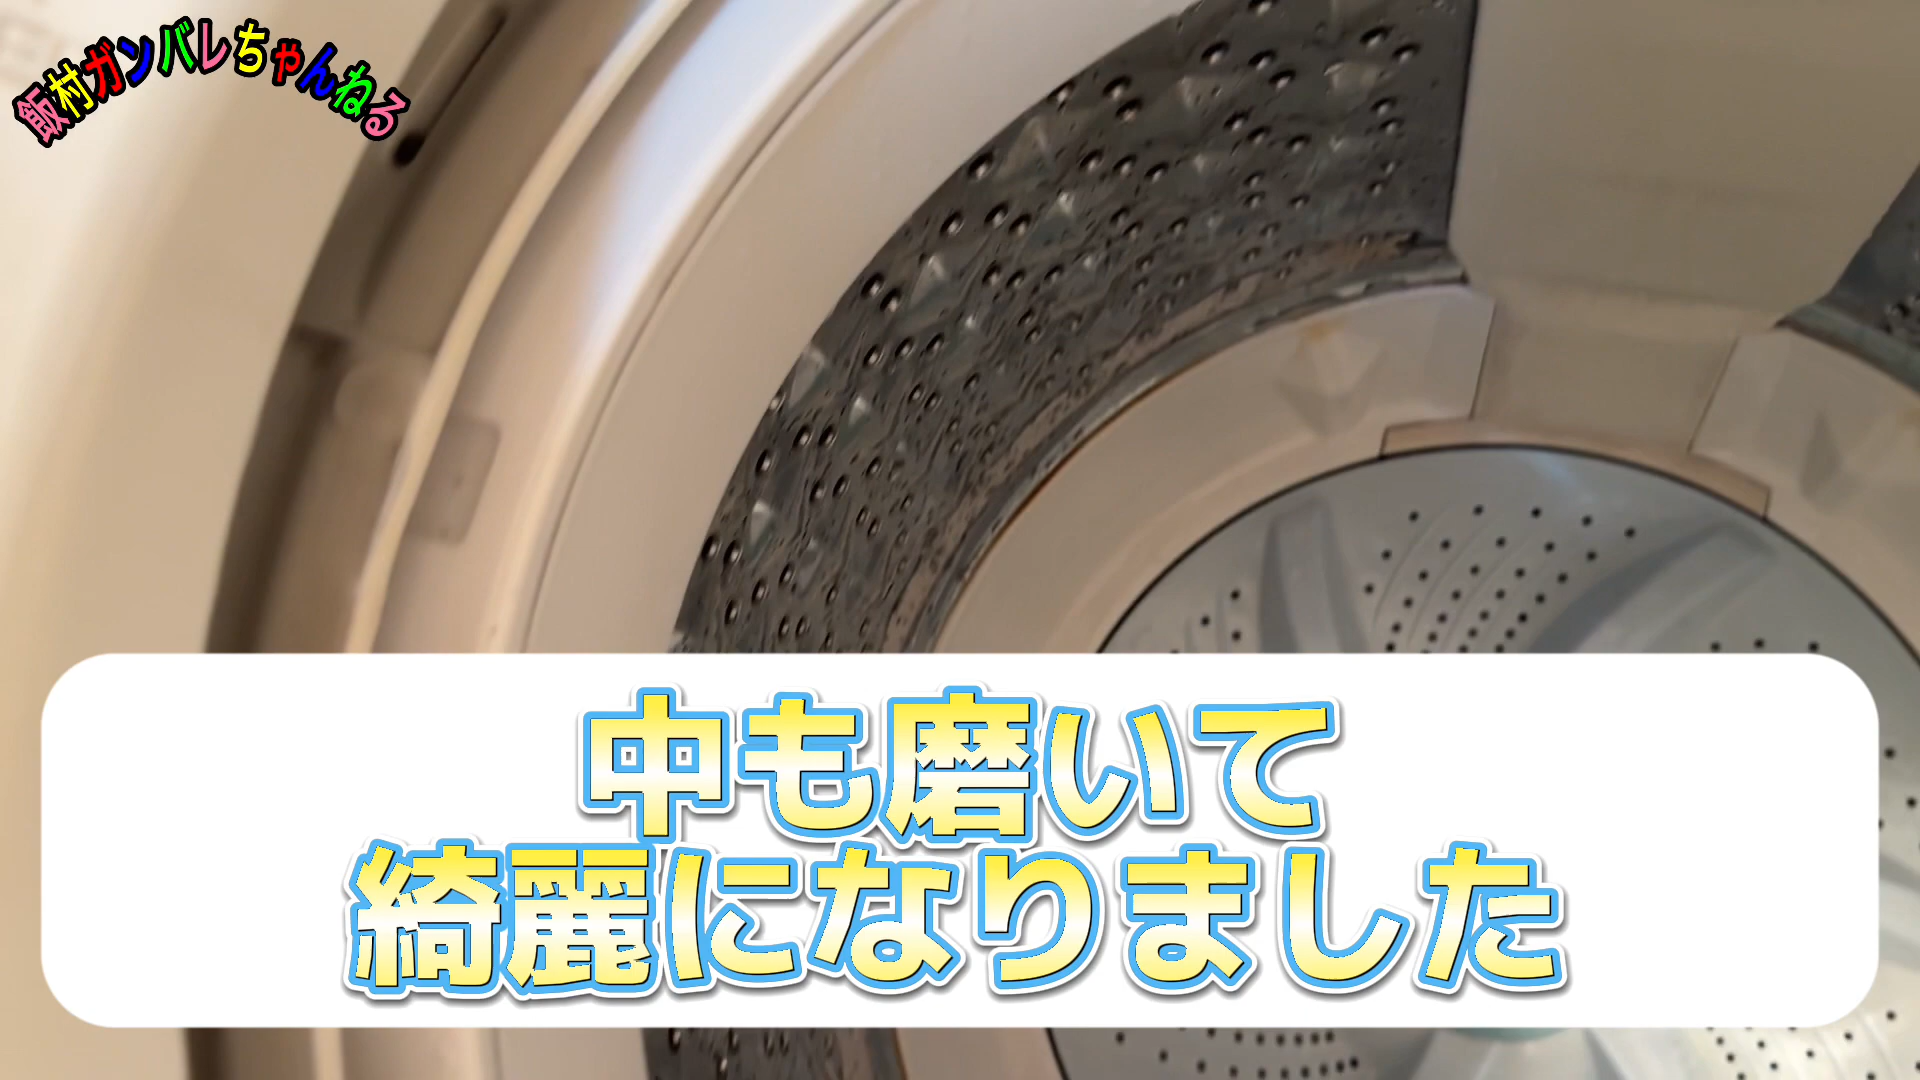 飯村ガンバレちゃんねる
中も磨いて
綺麗になりました